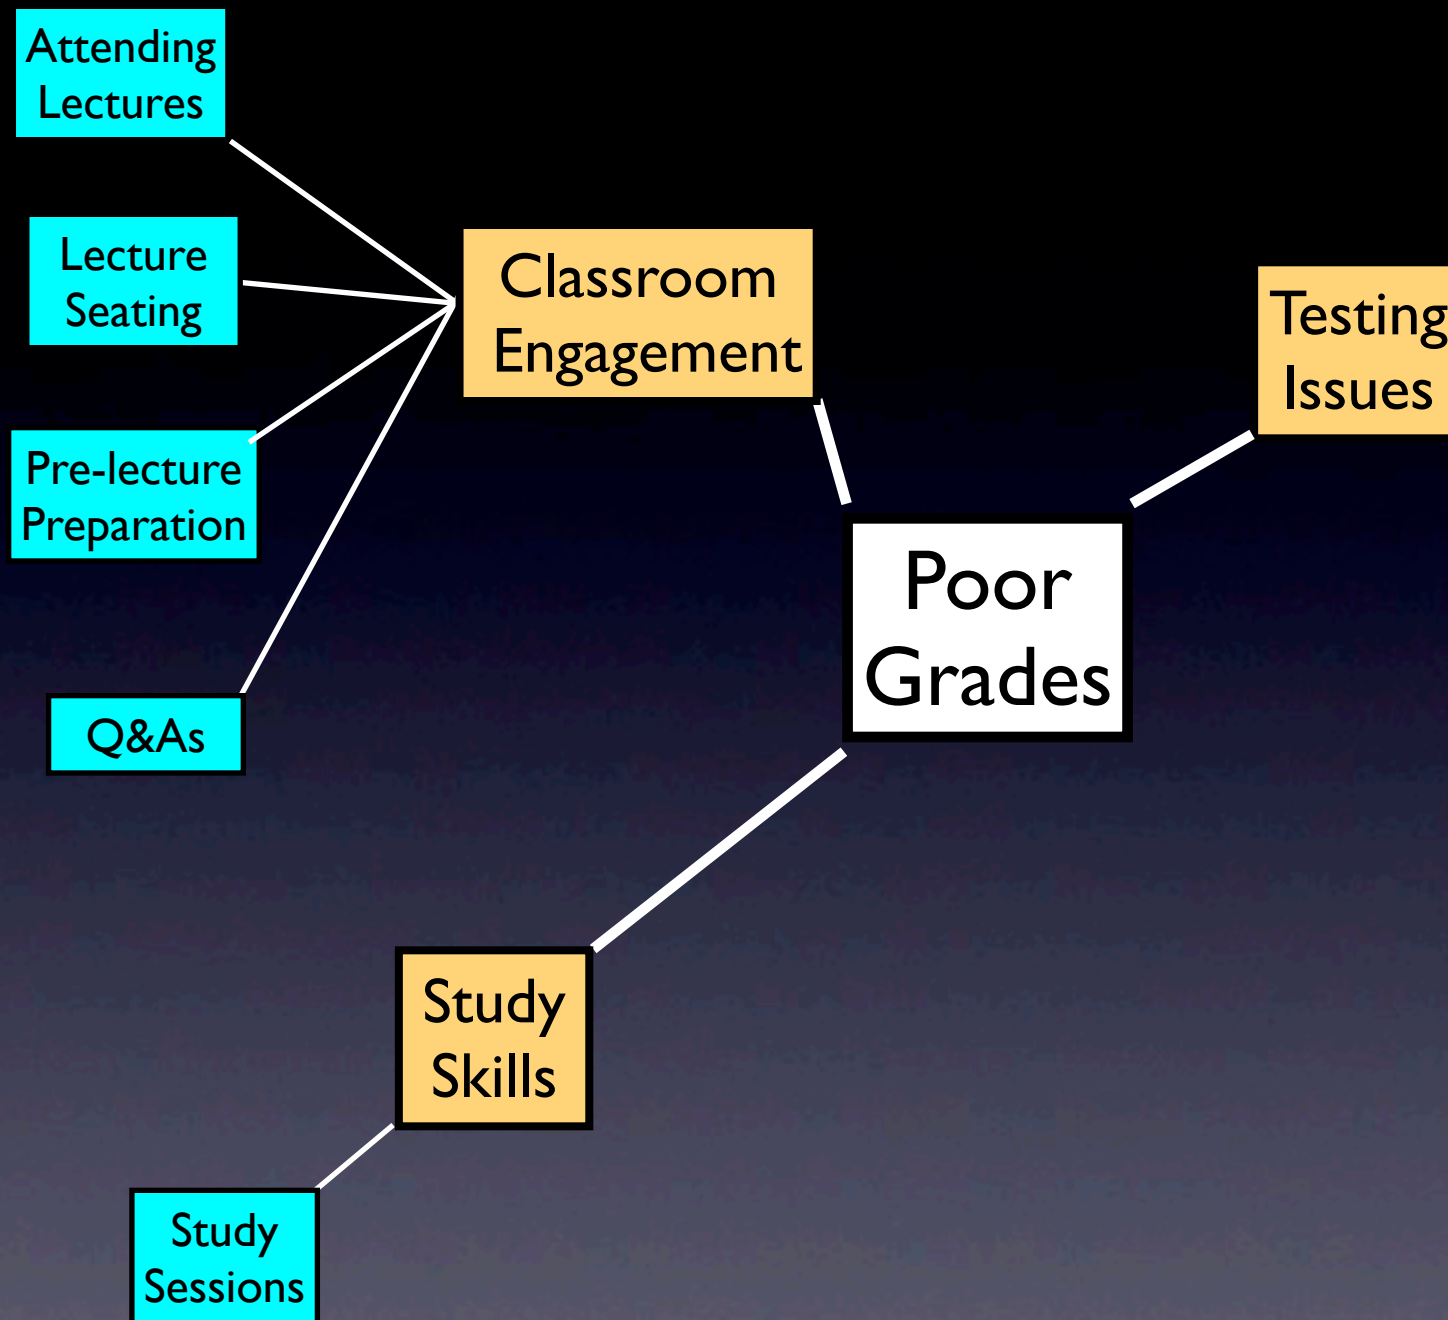 Attending
Lectures
Lecture
Seating
Pre-lecture
Preparation
Q&As
Classroom
Engagement
Testing
Issues
Poor
Grades
Study
Skills
Study
Sessions